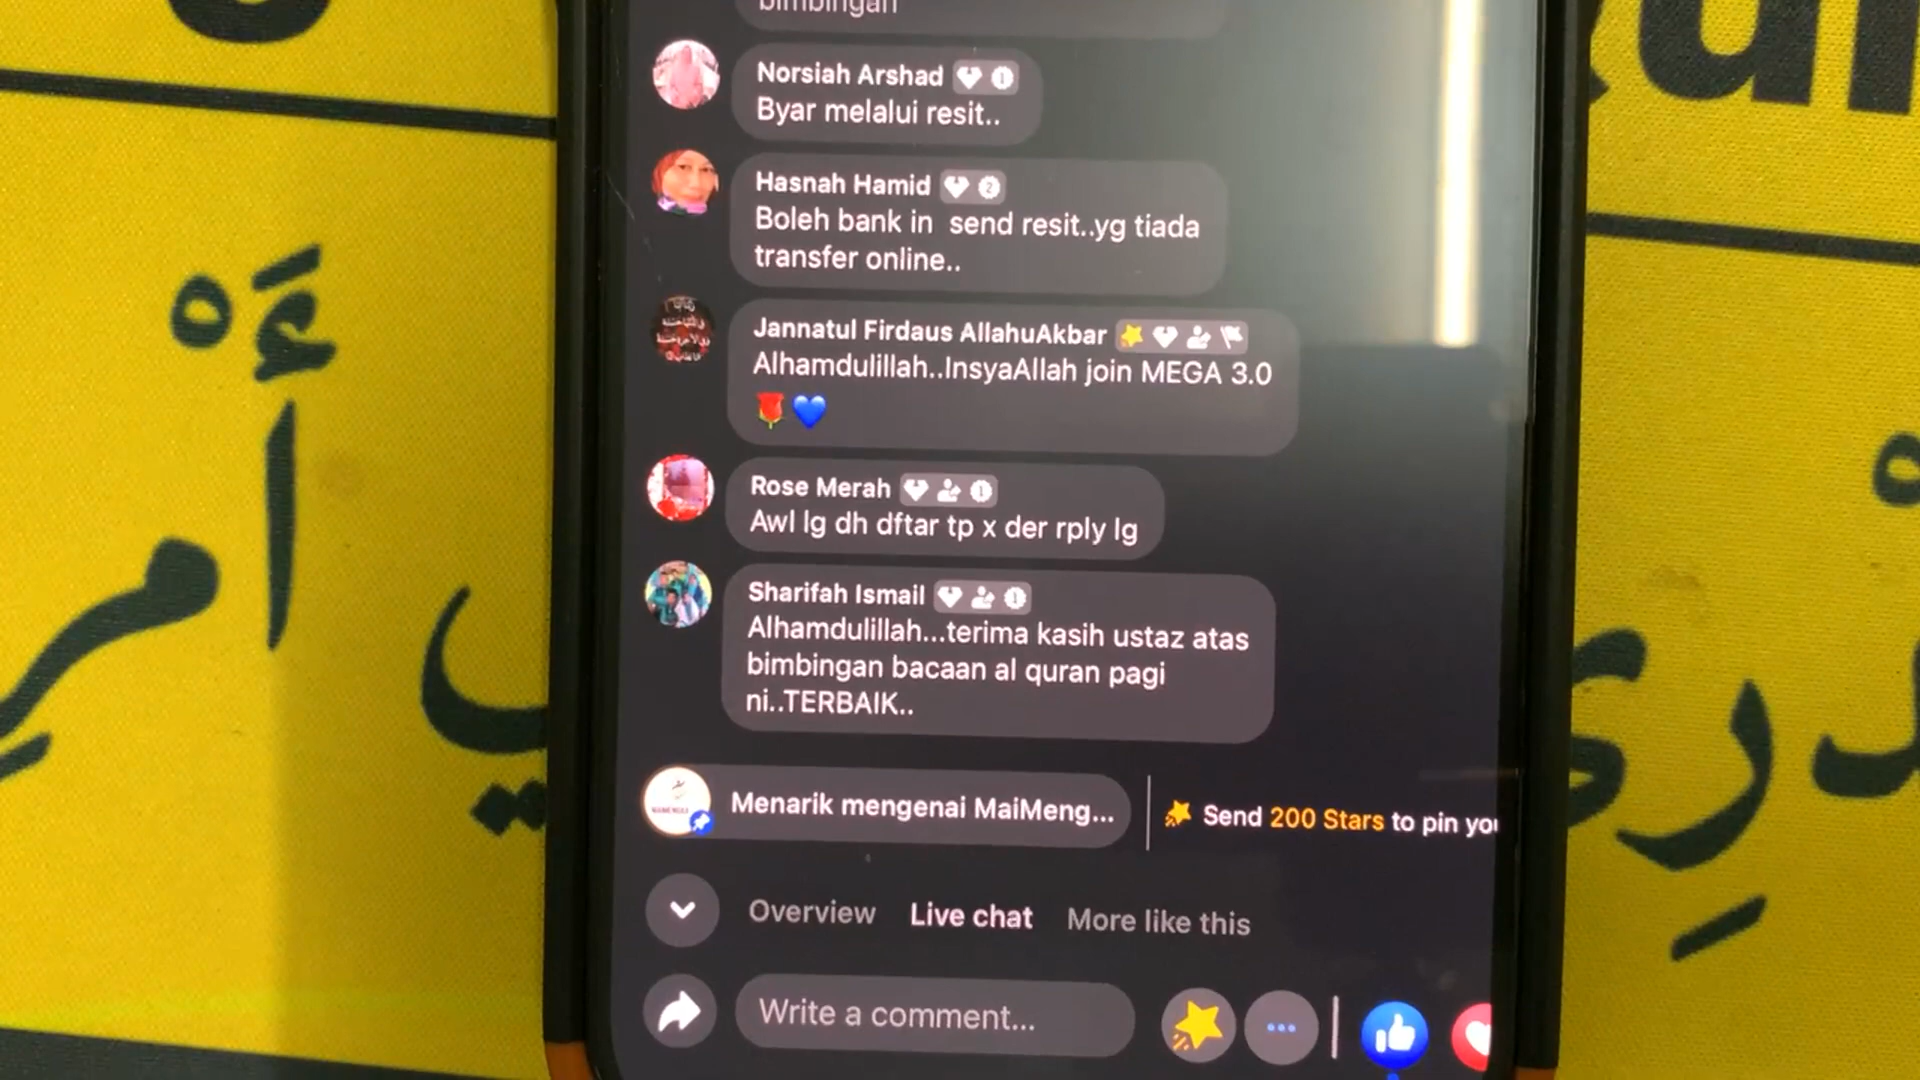 bimbingan
Norsiah Arshad
Byar melalui resit..
Hasnah Hamid
Boleh bank in send resit..yg tiada
transfer online..
Jannatul Firdaus AllahuAkbar
Alhamdulillah..InsyaAllah join MEGA 3.0
🌹💙
Rose Merah
Awl lg dh dftar tp x der rply lg
Sharifah Ismail
Alhamdulillah...terima kasih ustaz atas
bimbingan bacaan al quran pagi
ni..TERBAIK..
Menarik mengenai MaiMeng...
Send 200 Stars to pin you
Overview
Live chat
More like this
Write a comment...